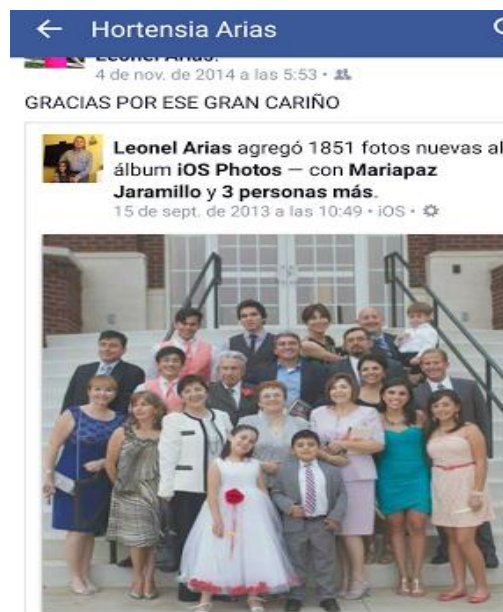 Hortensia Arias
Leonel Arias.
4 de nov. de 2014 a las 5:53 •
GRACIAS POR ESE GRAN CARIÑO
Leonel Arias agregó 1851 fotos nuevas al
álbum iOS Photos — con Mariapaz
Jaramillo y 3 personas más.
15 de sept. de 2013 a las 10:49 • iOS •